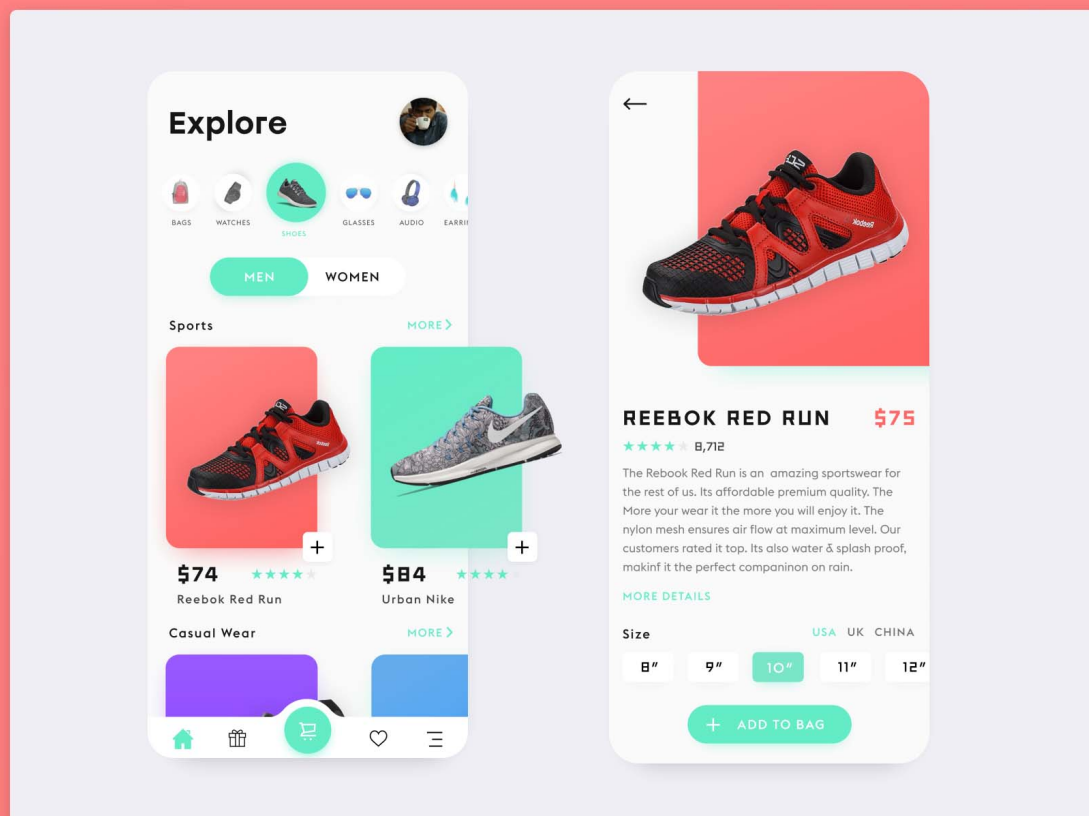 Explore
BAGS
WATCHES
SHOES
GLASSES
AUDIO
EARRI
MEN
WOMEN
Sports
MORE
$74
Reebok Red Run
$84
Urban Nike
Casual Wear
MORE
Reebok
REEBOK RED RUN
$75
8,712
The Rebook Red Run is an amazing sportswear for
the rest of us. Its affordable premium quality. The
More your wear it the more you will enjoy it. The
nylon mesh ensures air flow at maximum level. Our
customers rated it top. Its also water & splash proof,
makinf it the perfect companinon on rain.
MORE DETAILS
Size
USA UK CHINA
8”
9”
10”
11”
12”
+ ADD TO BAG